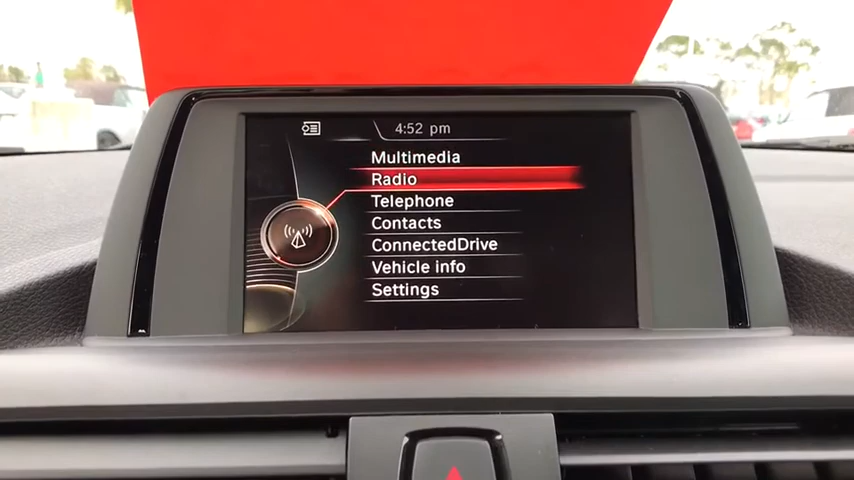 4:52 pm
Multimedia
Radio
Telephone
Contacts
ConnectedDrive
Vehicle info
Settings